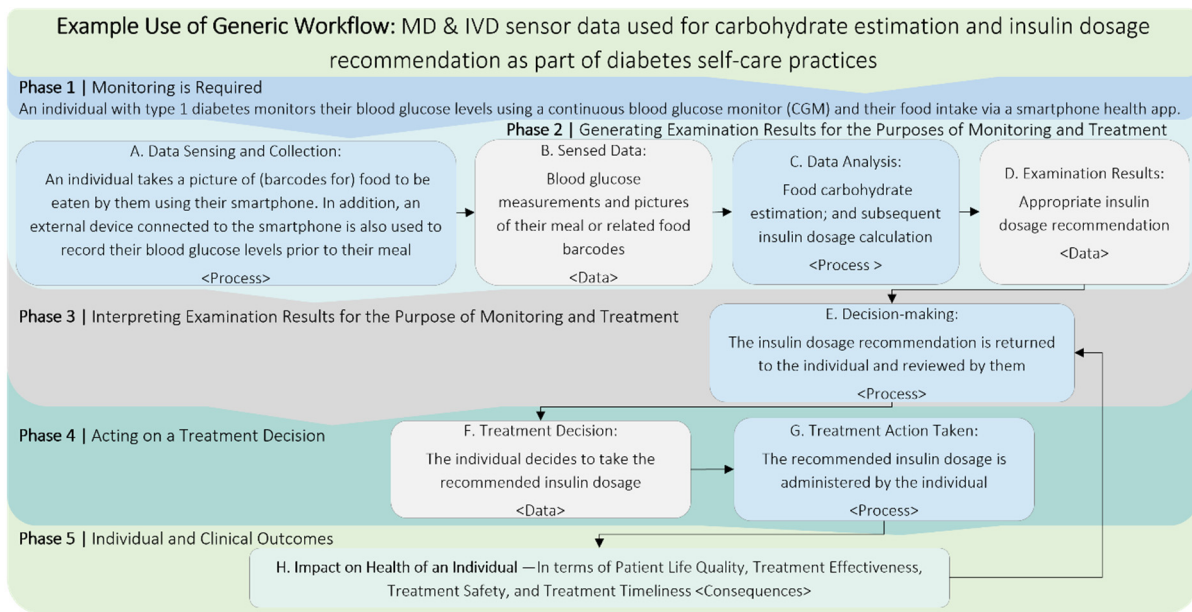 Example Use of Generic Workflow: MD & IVD sensor data used for carbohydrate estimation and insulin dosage
recommendation as part of diabetes self-care practices
Phase 1 | Monitoring is Required
An individual with type 1 diabetes monitors their blood glucose levels using a continuous blood glucose monitor (CGM) and their food intake via a smartphone health app.
Phase 2 | Generating Examination Results for the Purposes of Monitoring and Treatment
A. Data Sensing and Collection:
An individual takes a picture of (barcodes for) food to be
eaten by them using their smartphone. In addition, an
external device connected to the smartphone is also used to
record their blood glucose levels prior to their meal
<Process>
B. Sensed Data:
Blood glucose
measurements and pictures
of their meal or related food
barcodes
<Data>
C. Data Analysis:
Food carbohydrate
estimation; and subsequent
insulin dosage calculation
<Process >
D. Examination Results:
Appropriate insulin
dosage recommendation
<Data>
Phase 3 | Interpreting Examination Results for the Purpose of Monitoring and Treatment
E. Decision-making:
The insulin dosage recommendation is returned
to the individual and reviewed by them
<Process>
Phase 4 | Acting on a Treatment Decision
F. Treatment Decision:
The individual decides to take the
recommended insulin dosage
<Data>
G. Treatment Action Taken:
The recommended insulin dosage is
administered by the individual
<Process>
Phase 5 | Individual and Clinical Outcomes
H. Impact on Health of an Individual —In terms of Patient Life Quality, Treatment Effectiveness,
Treatment Safety, and Treatment Timeliness <Consequences>